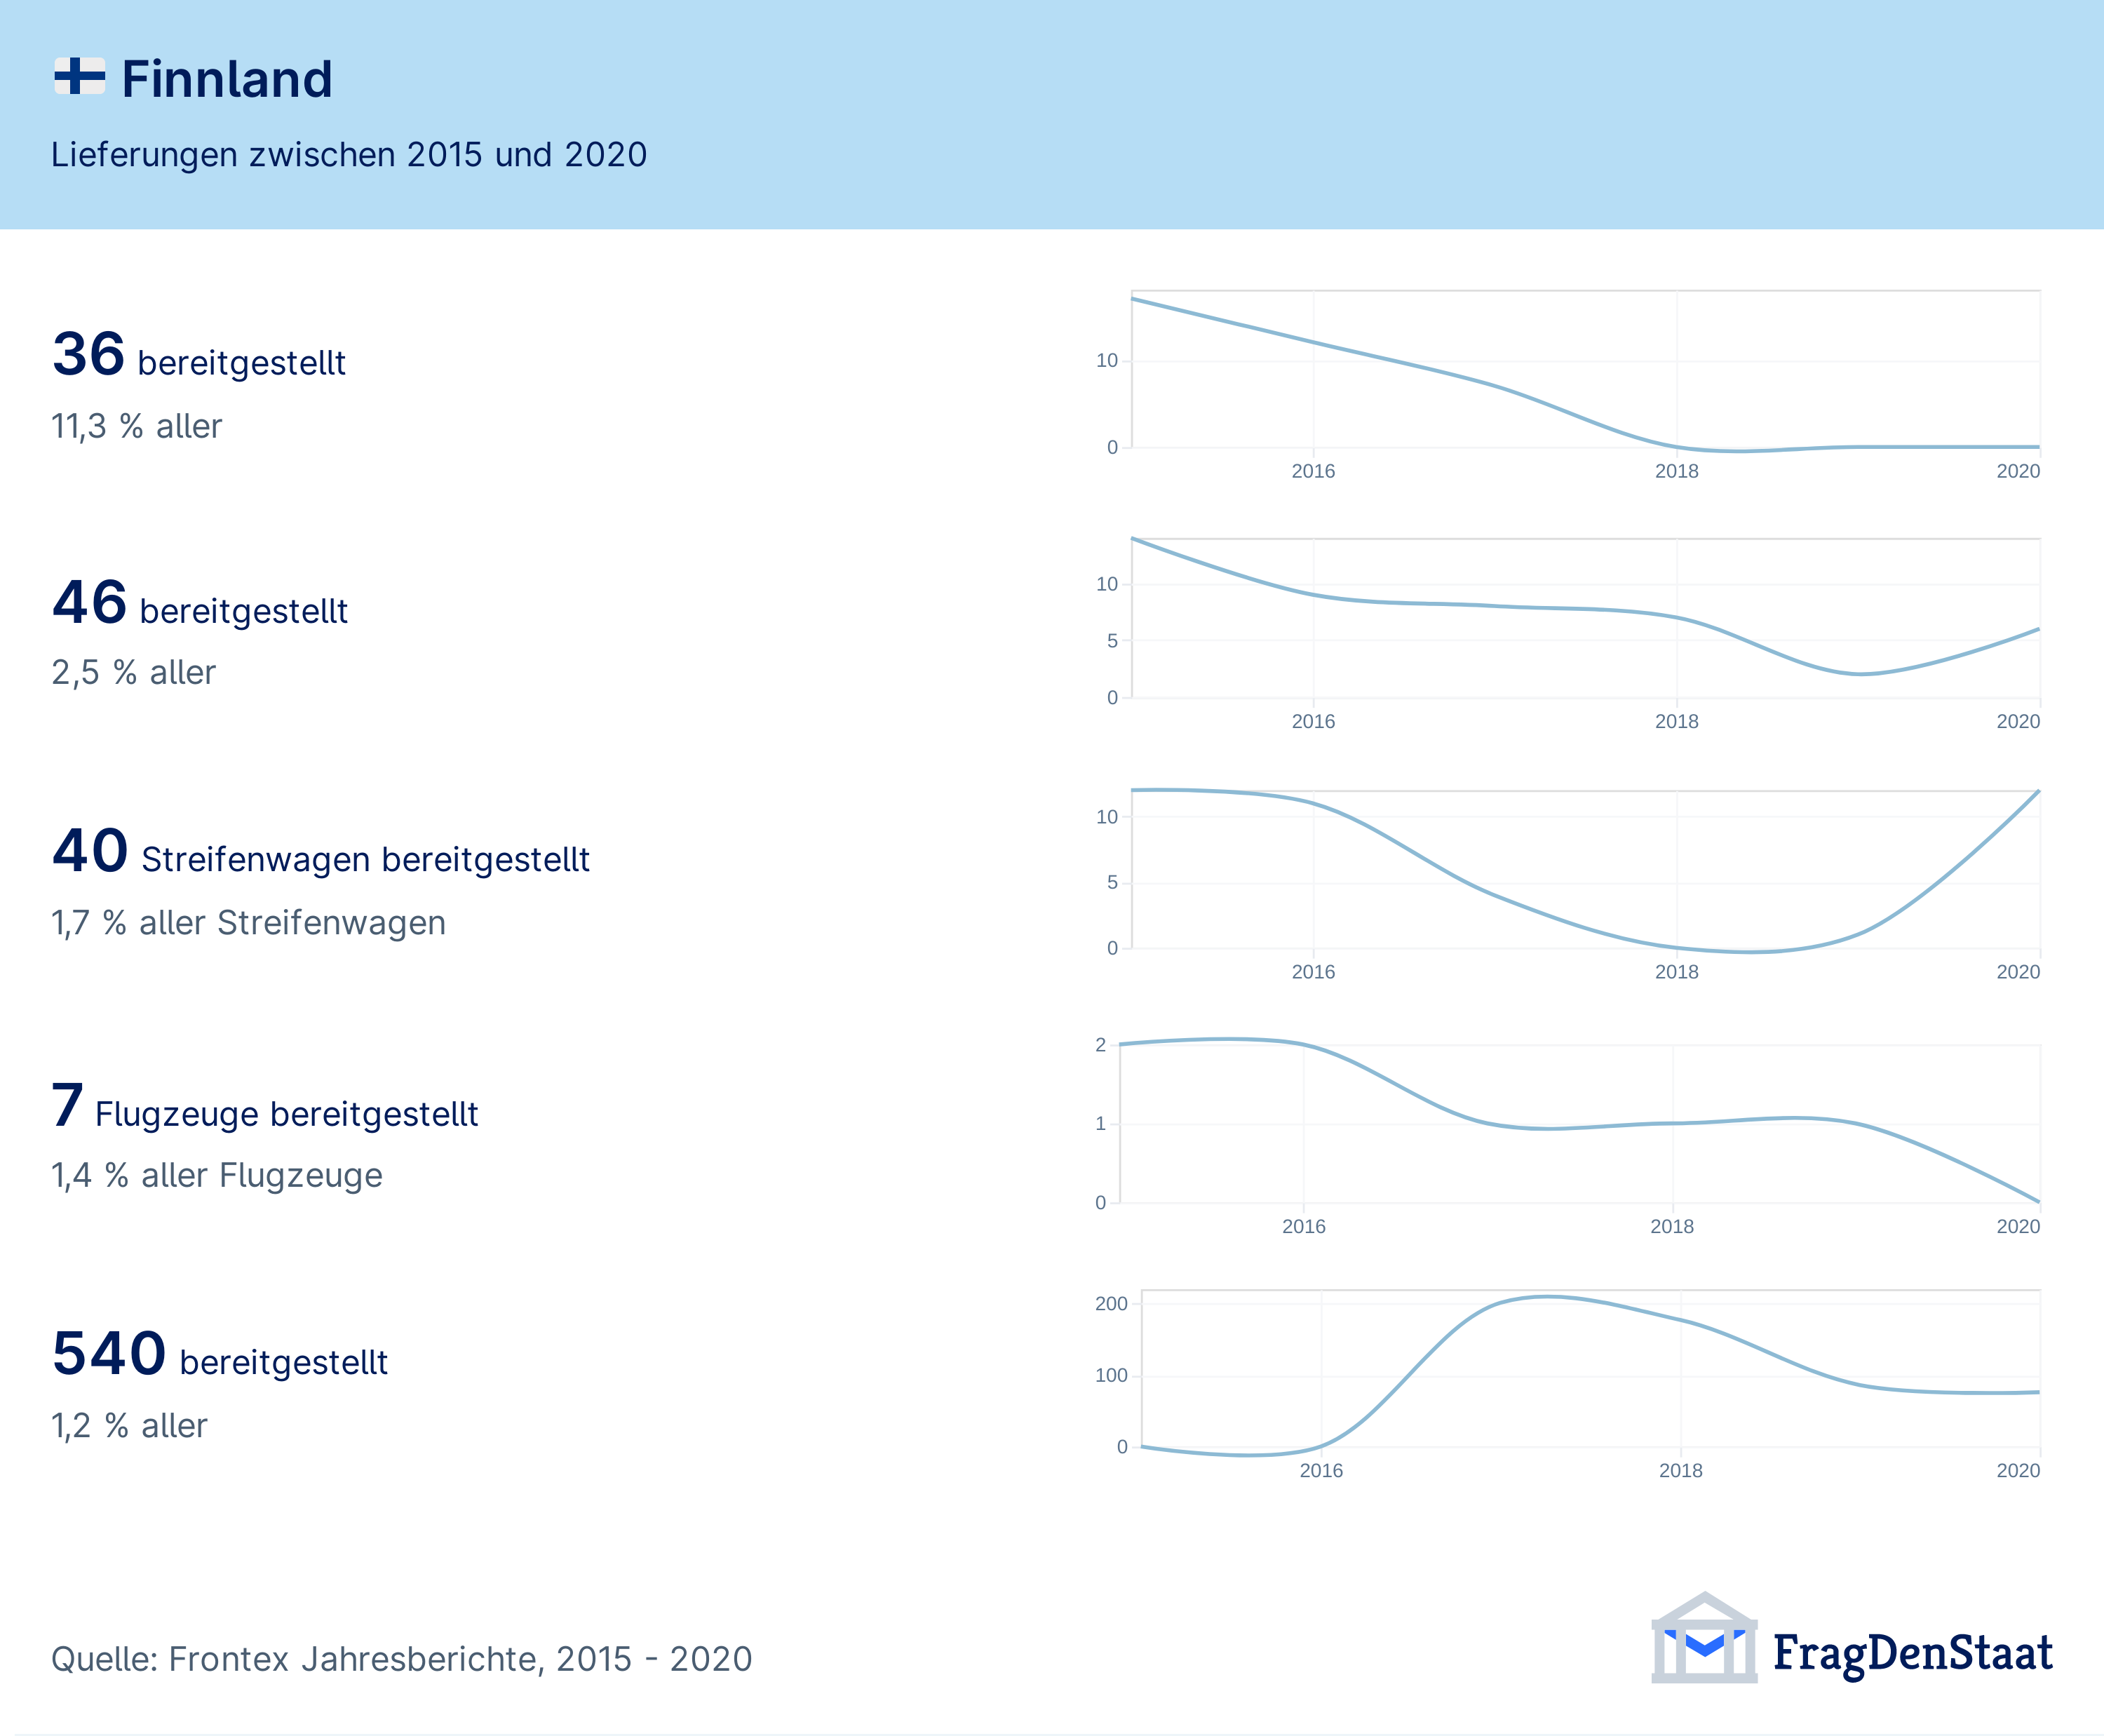 Finnland
Lieferungen zwischen 2015 und 2020
36 bereitgestellt
11,3 % aller
10
0
2016 2018 2020
46 bereitgestellt
2,5 % aller
10
5
0
2016 2018 2020
40 Streifenwagen bereitgestellt
1,7 % aller Streifenwagen
10
5
0
2016 2018 2020
7 Flugzeuge bereitgestellt
1,4 % aller Flugzeuge
2
1
0
2016 2018 2020
540 bereitgestellt
1,2 % aller
200
100
0
2016 2018 2020
Quelle: Frontex Jahresberichte, 2015 - 2020
FragDenStaat